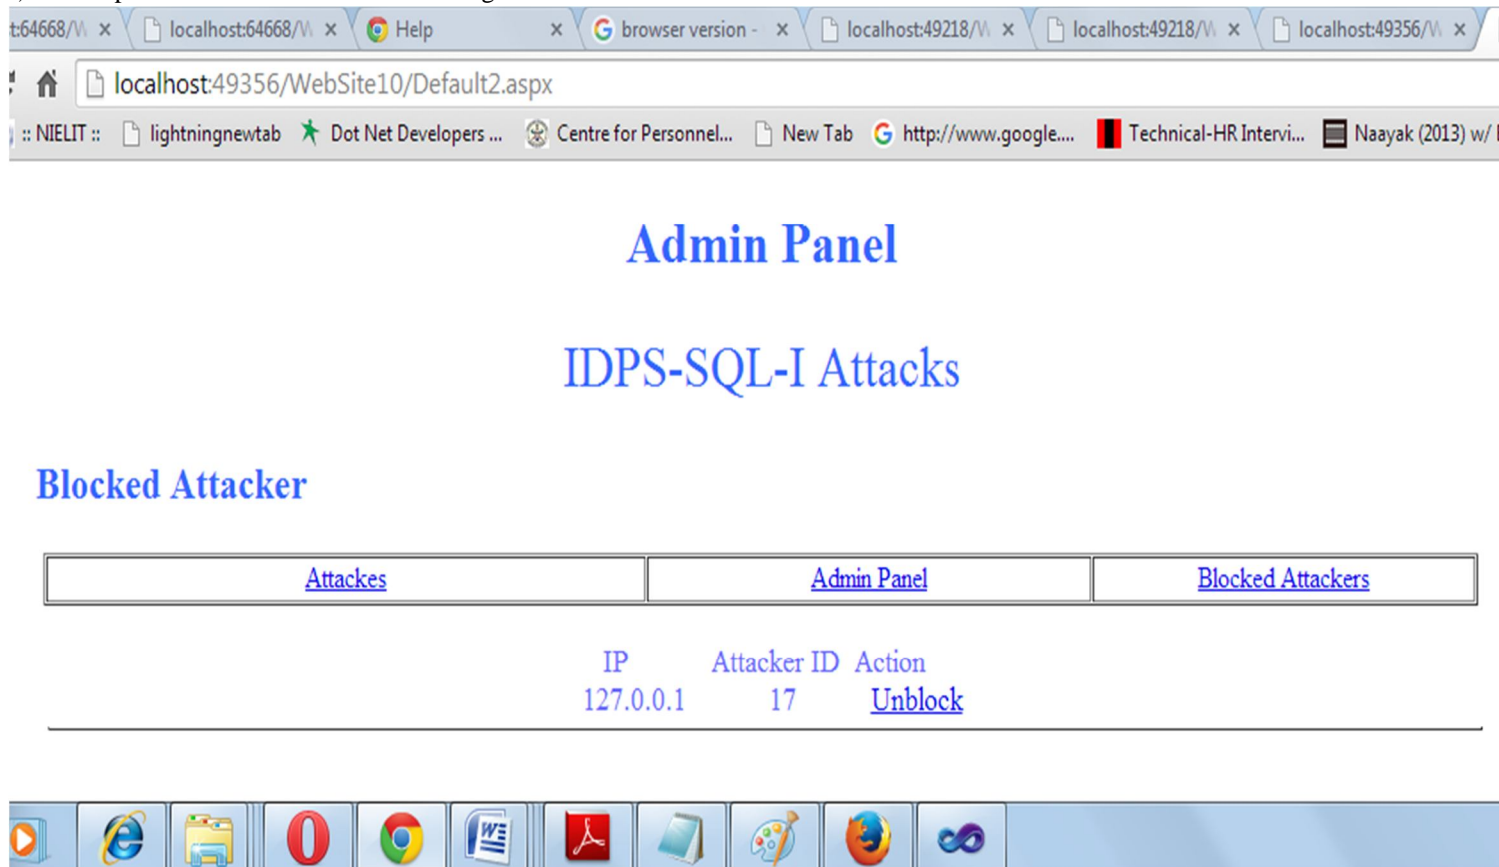 t:64668/W localhost:64668/W Help browser version - localhost:49218/W localhost:49218/W localhost:49356/W
localhost:49356/WebSite10/Default2.aspx
:: NIELIT :: lightningnewtab Dot Net Developers ... Centre for Personnel... New Tab http://www.google.... Technical-HR Intervi... Naayak (2013) w/
Admin Panel
IDPS-SQL-I Attacks
Blocked Attacker
Attackes Admin Panel Blocked Attackers
IP Attacker ID Action
127.0.0.1 17 Unblock